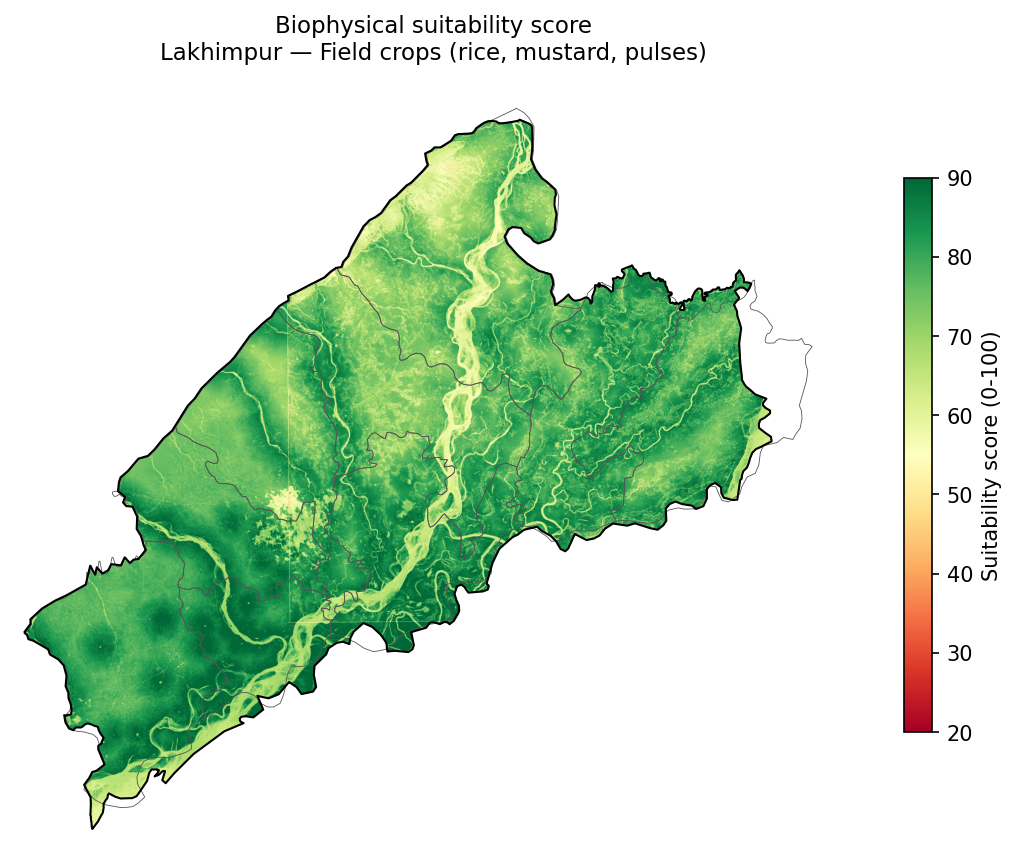 Biophysical suitability score
Lakhimpur — Field crops (rice, mustard, pulses)
90
80
70
60
50
40
30
20
Suitability score (0-100)